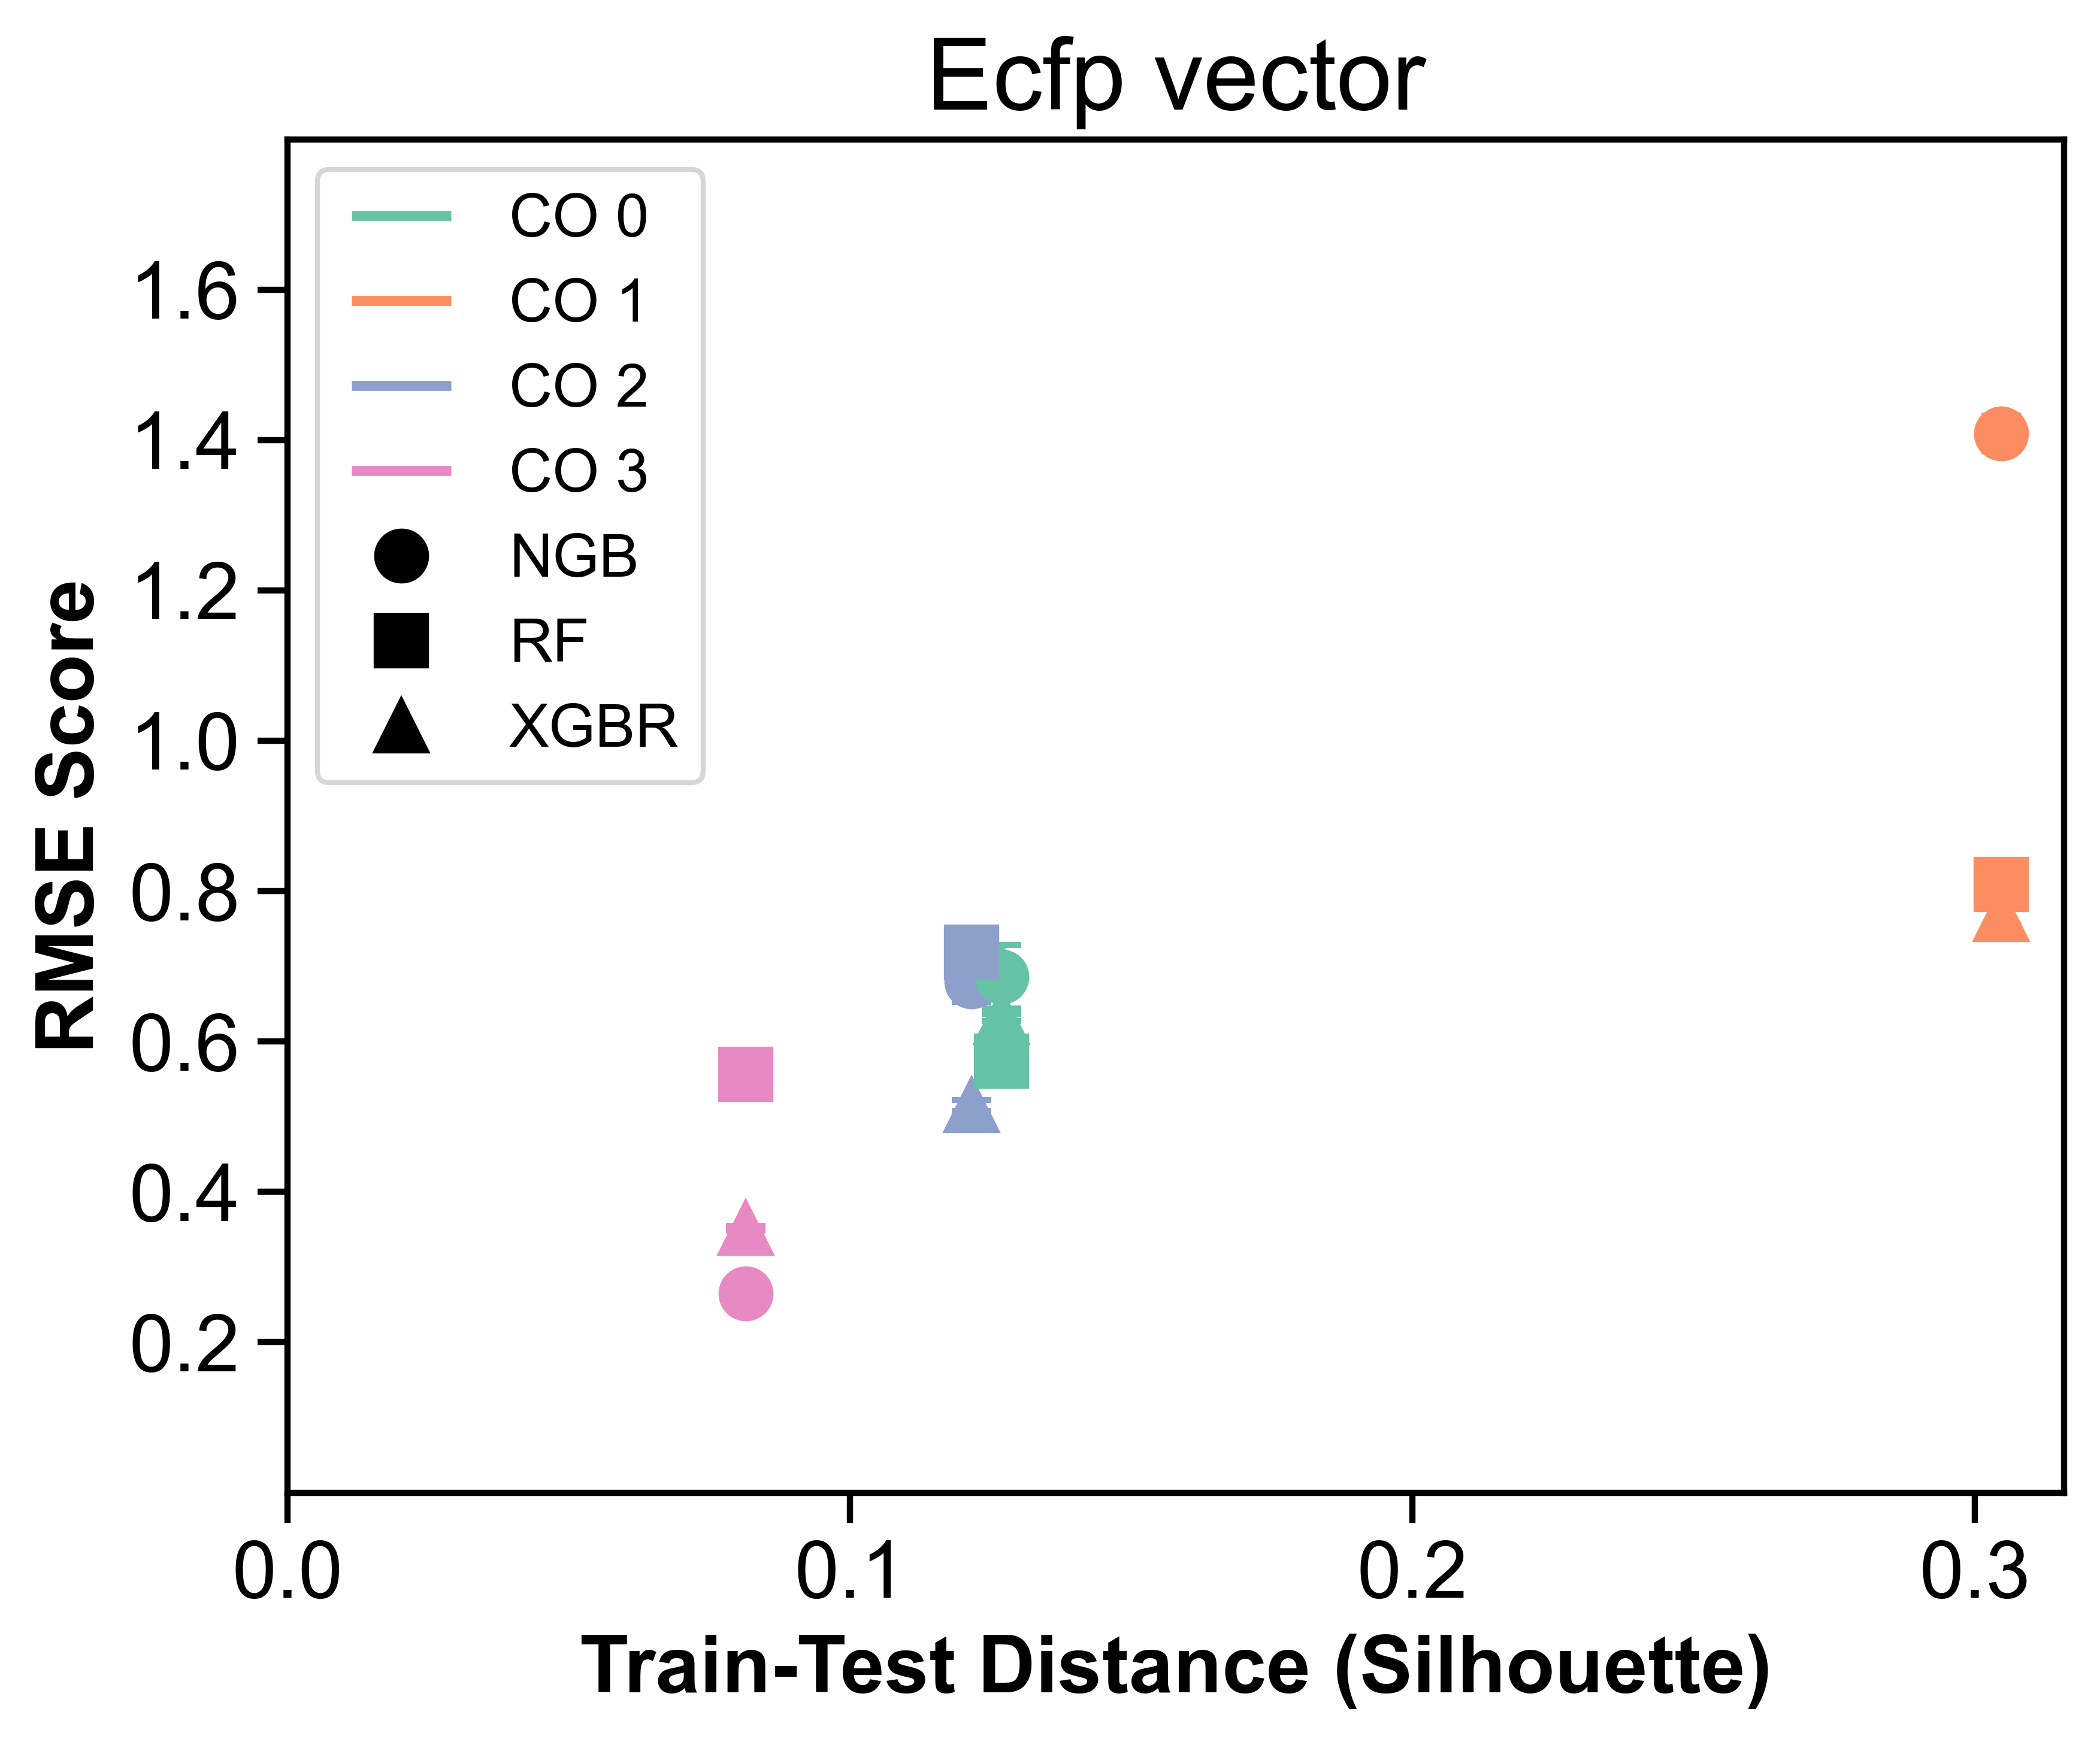 Ecfp vector
CO 0
CO 1
CO 2
CO 3
NGB
RF
XGBR
RMSE Score
1.6
1.4
1.2
1.0
0.8
0.6
0.4
0.2
0.0
0.1
0.2
0.3
Train-Test Distance (Silhouette)